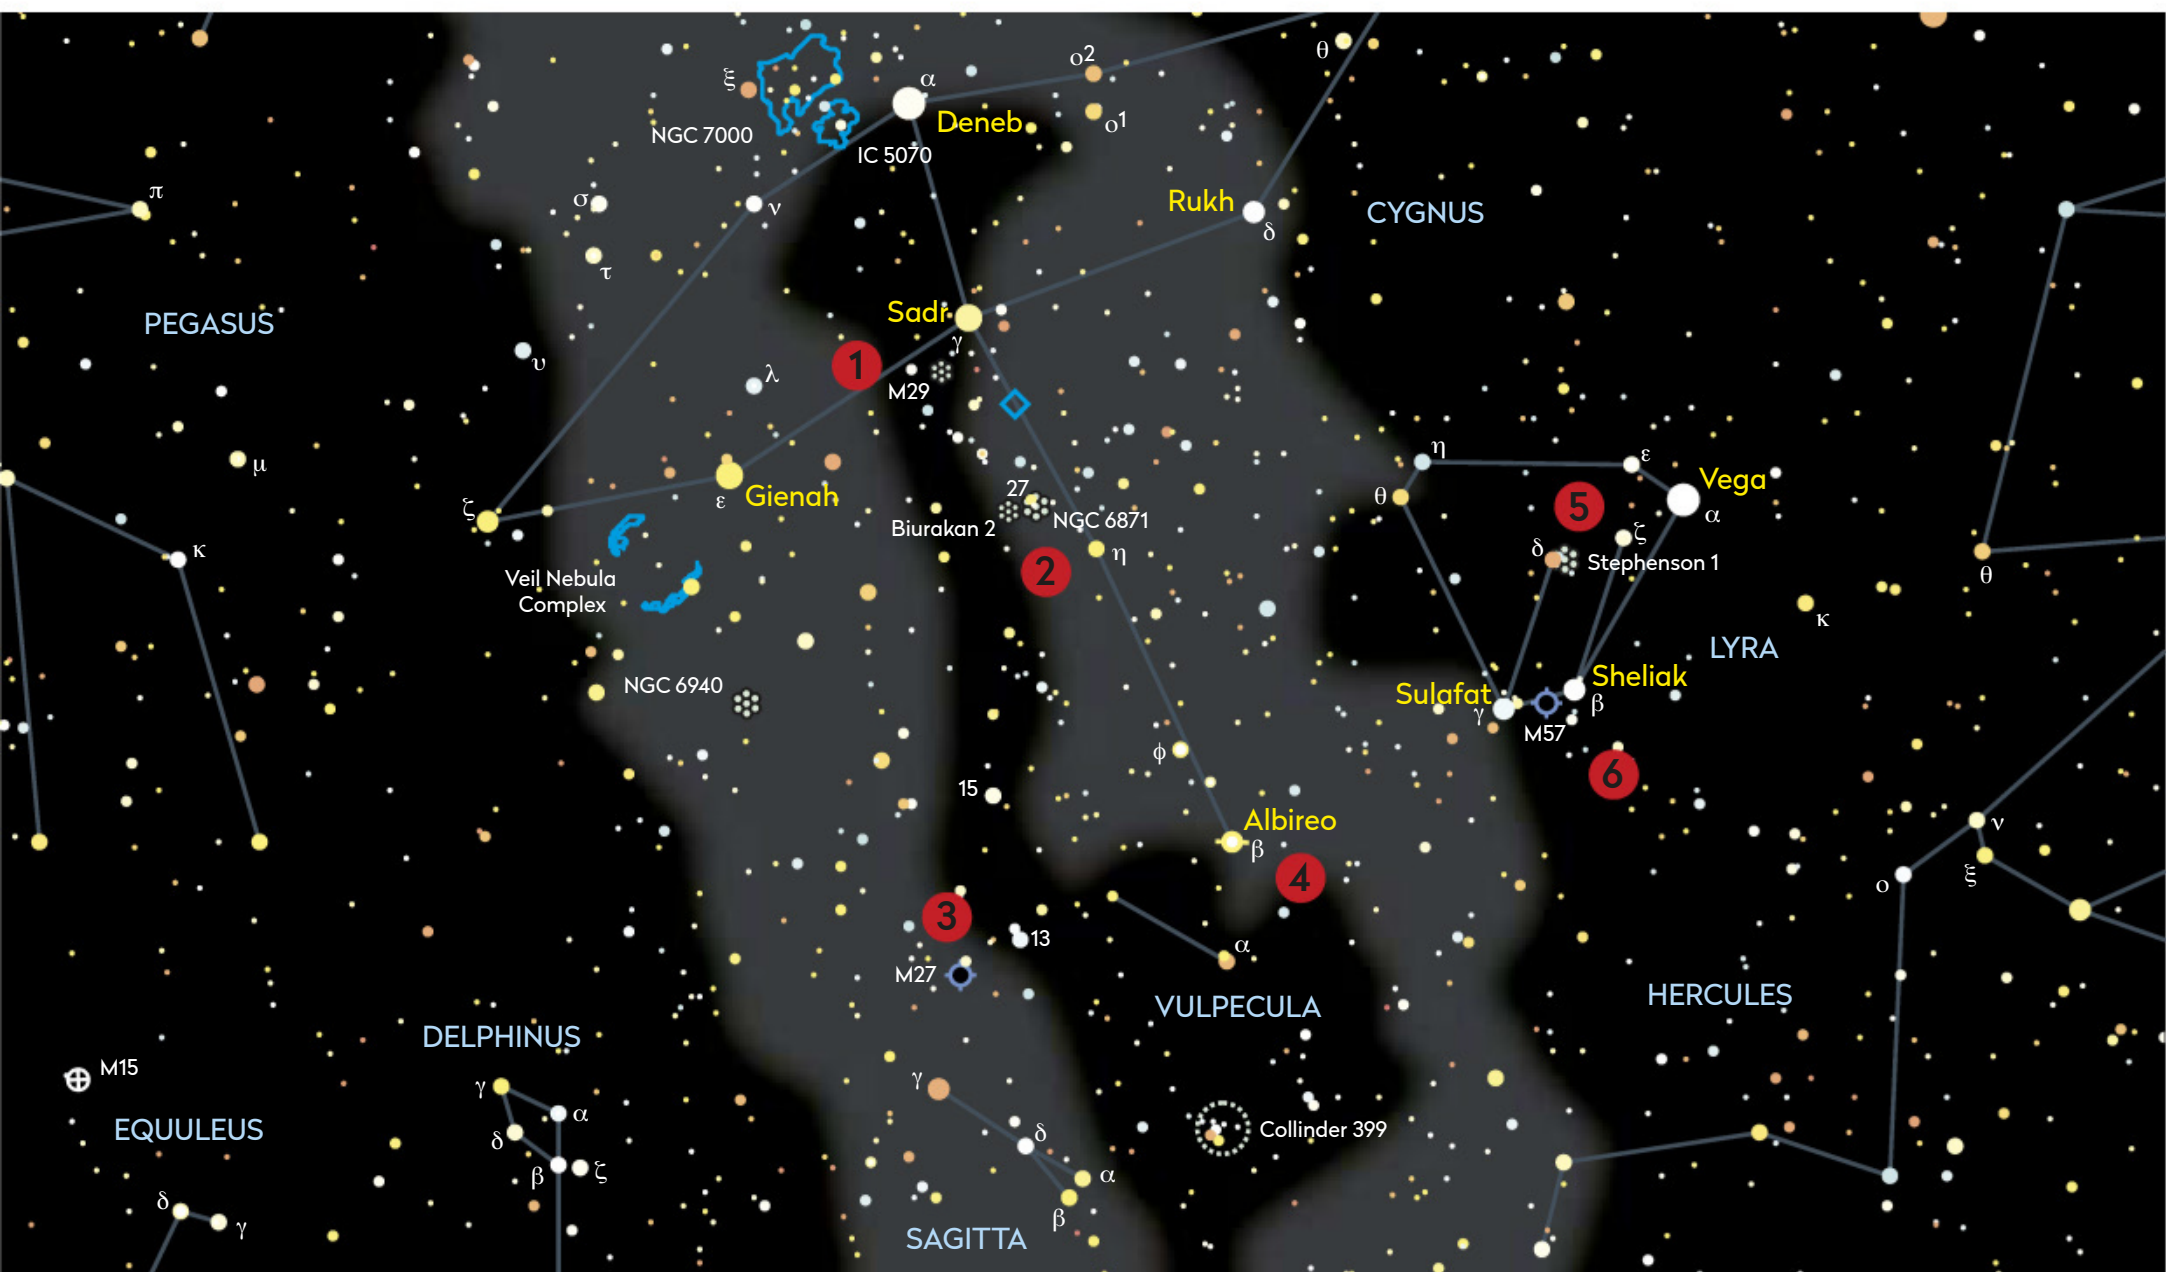 θ
ο2
ξ
α
Deneb
ο1
NGC 7000
IC 5070
π
σ
ν
Rukh
δ
CYGNUS
τ
PEGASUS
Sadr
γ
υ
1
λ
M29
η
ε
Vega
μ
θ
α
5
ζ
ε
Gienah
27
NGC 6871
Biurakan 2
ζ
δ
Stephenson 1
κ
η
2
θ
Veil Nebula
Complex
κ
LYRA
NGC 6940
Sheliak
β
Sulafat
γ
M57
φ
6
15
Albireo
β
ν
ξ
ο
4
3
13
α
M27
VULPECULA
HERCULES
DELPHINUS
M15
γ
α
γ
EQUULEUS
δ
β
ζ
δ
Collinder 399
α
β
δ
γ
SAGITTA